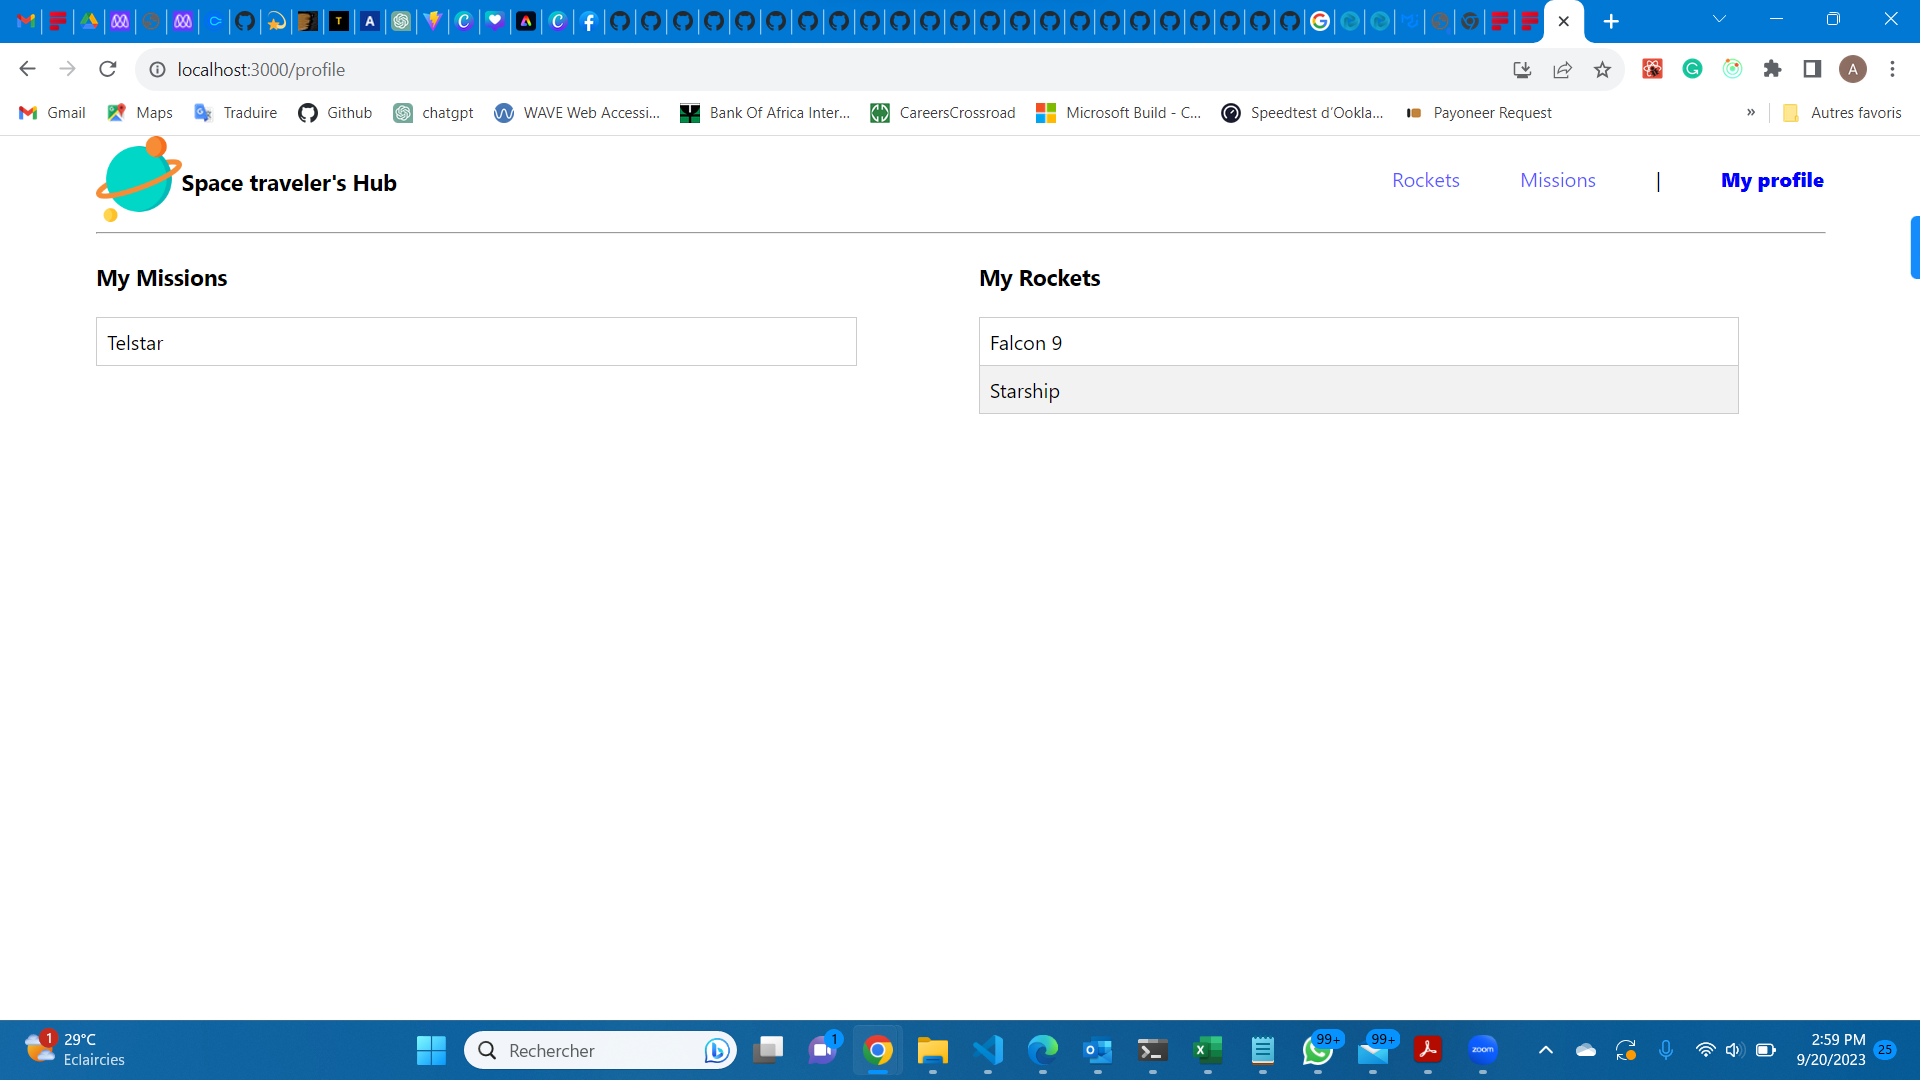 T
A
localhost:3000/profile
A
Gmail
Maps
Traduire
Github
chatgpt
WAVE Web Accessi...
Bank Of Africa Inter...
CareersCrossroad
Microsoft Build - C...
Speedtest d'Ookla...
Payoneer Request
»
Autres favoris
Space traveler's Hub
Rockets
Missions
|
My profile
My Missions
My Rockets
Telstar
Falcon 9
Starship
1
29°C
Eclaircies
Rechercher
1
99+
99+
zoom
2:59 PM
9/20/2023
25